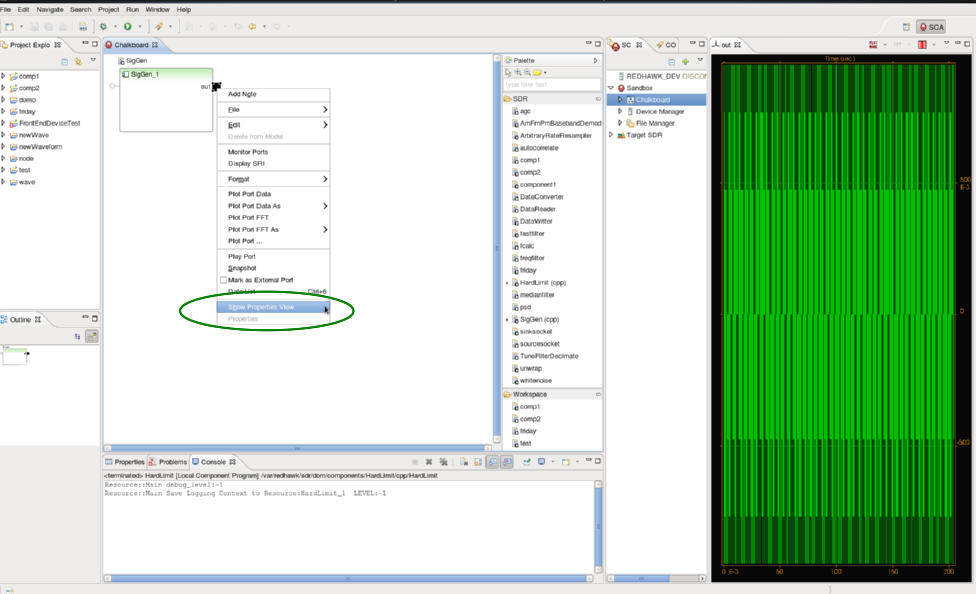 File Edit Navigate Search Project Run Window Help
SCA
Project Explo
comp1
comp2
demo
friday
FrontEndDeviceTest
newWave
newWaveform
node
test
wave
Outline
Chalkboard
SigGen
SigGen_1
out
Add Note
File
Edit
Delete from Model
Monitor Ports
Display SRI
Format
Plot Port Data
Plot Port Data As
Plot Port FFT
Plot Port FFT As
Plot Port ...
Play Port
Snapshot
Mark as External Port
Data List Ctrl+6
Show Properties View
Properties
Palette
type filter text
SDR
agc
AmFmPmBasebandDemod
ArbitraryRateResampler
autocorrelate
comp1
comp2
component1
DataConverter
DataReader
DataWriter
fastfilter
fcalc
freqfilter
friday
HardLimit (cpp)
medianfilter
psd
SigGen (cpp)
sinksocket
sourcesocket
TuneFilterDecimate
unwrap
whitenoise
Workspace
comp1
comp2
friday
test
Properties Problems Console
<terminated> HardLimit [Local Component Program] /var/redhawk/sdr/dom/components/HardLimit/cpp/HardLimit
Resource::Main debug_level:-1
Resource::Main Save Logging Context to Resource:HardLimit_1 LEVEL:-1
SC CO
REDHAWK_DEV DISCON
Sandbox
Chalkboard
Device Manager
File Manager
Target SDR
out
Time (sec)
500
E-3
0
-500
0 E-3 50 100 150 200